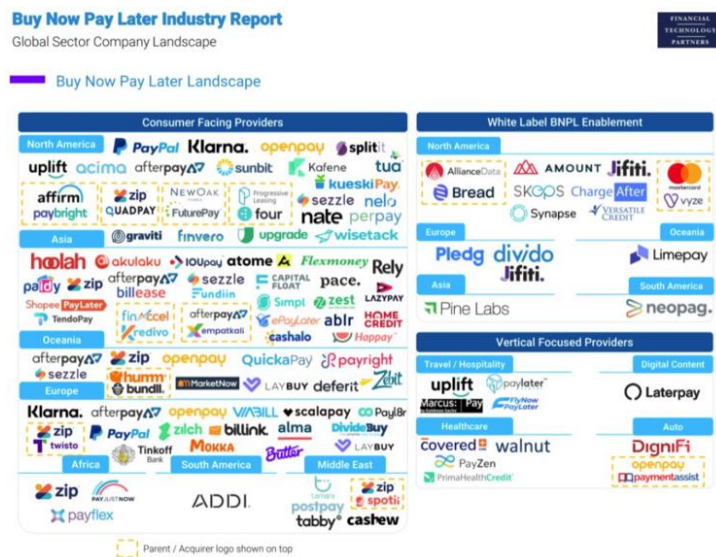 Buy Now Pay Later Industry Report
Global Sector Company Landscape
FINANCIAL
TECHNOLOGY
PARTNERS
Buy Now Pay Later Landscape
Consumer Facing Providers
North America
PayPal Klarna. openpay splitit
uplift acima afterpay sunbit Kafene tua
affirm zip NEWOAK Progressive Leasing kueskiPay.
paybright QUADPAY FuturePay four sezzle nelo
nate perpay
graviti finvero upgrade wisetack
Asia
hoolah akulaku IOUpay atome Flexmoney Rely
paidy zip afterpay sezzle CAPITAL FLOAT pace.
billease Fundiin LAZYPAY
Shopee PayLater finAccel afterpay simpl zest
TendoPay kredivo empatkali ePayLater ablr HOME CREDIT
cashalo Happay
Oceania
afterpay zip openpay QuickaPay payright
sezzle humm bundll. MarketNow LAYBUY deferit Zebit
Europe
Klarna. afterpay openpay VIABILL scalapay Payl8r
zip PayPal zilch billink. alma DivideBuy
twisto Tinkoff Bank MOKKA Butter LAYBUY
Africa
zip PAYJUSTNOW
payflex
South America
ADDI.
Middle East
tamara zip
postpay spotii
tabby cashew
Parent / Acquirer logo shown on top
White Label BNPL Enablement
North America
AllianceData AMOUNT Jifiti. mastercard
Bread SKEPS ChargeAfter vyze
Synapse VERSATILE CREDIT
Europe
Pledg divido
Jifiti.
Oceania
Limepay
Asia
Pine Labs
South America
neopag.
Vertical Focused Providers
Travel / Hospitality
uplift paylater
Marcus: Pay FlyNow PayLater
Digital Content
Laterpay
Healthcare
covered walnut
PayZen
PrimaHealthCredit
Auto
DigniFi
openpay
paymentassist